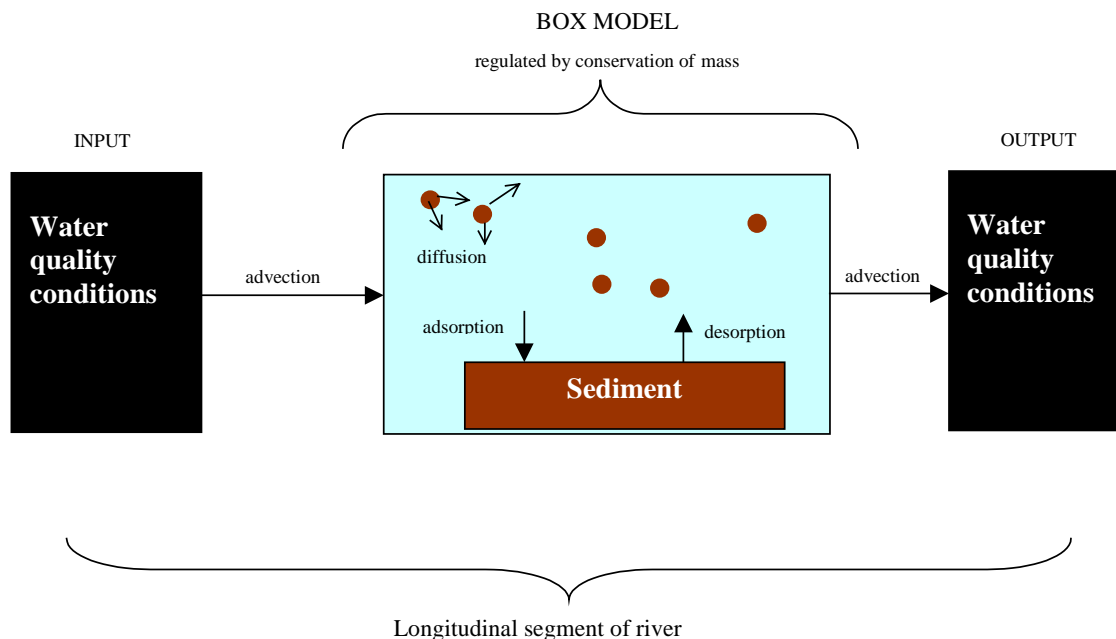 BOX MODEL
regulated by conservation of mass
INPUT
OUTPUT
Water
quality
conditions
advection
diffusion
adsorption
desorption
Sediment
advection
Water
quality
conditions
Longitudinal segment of river